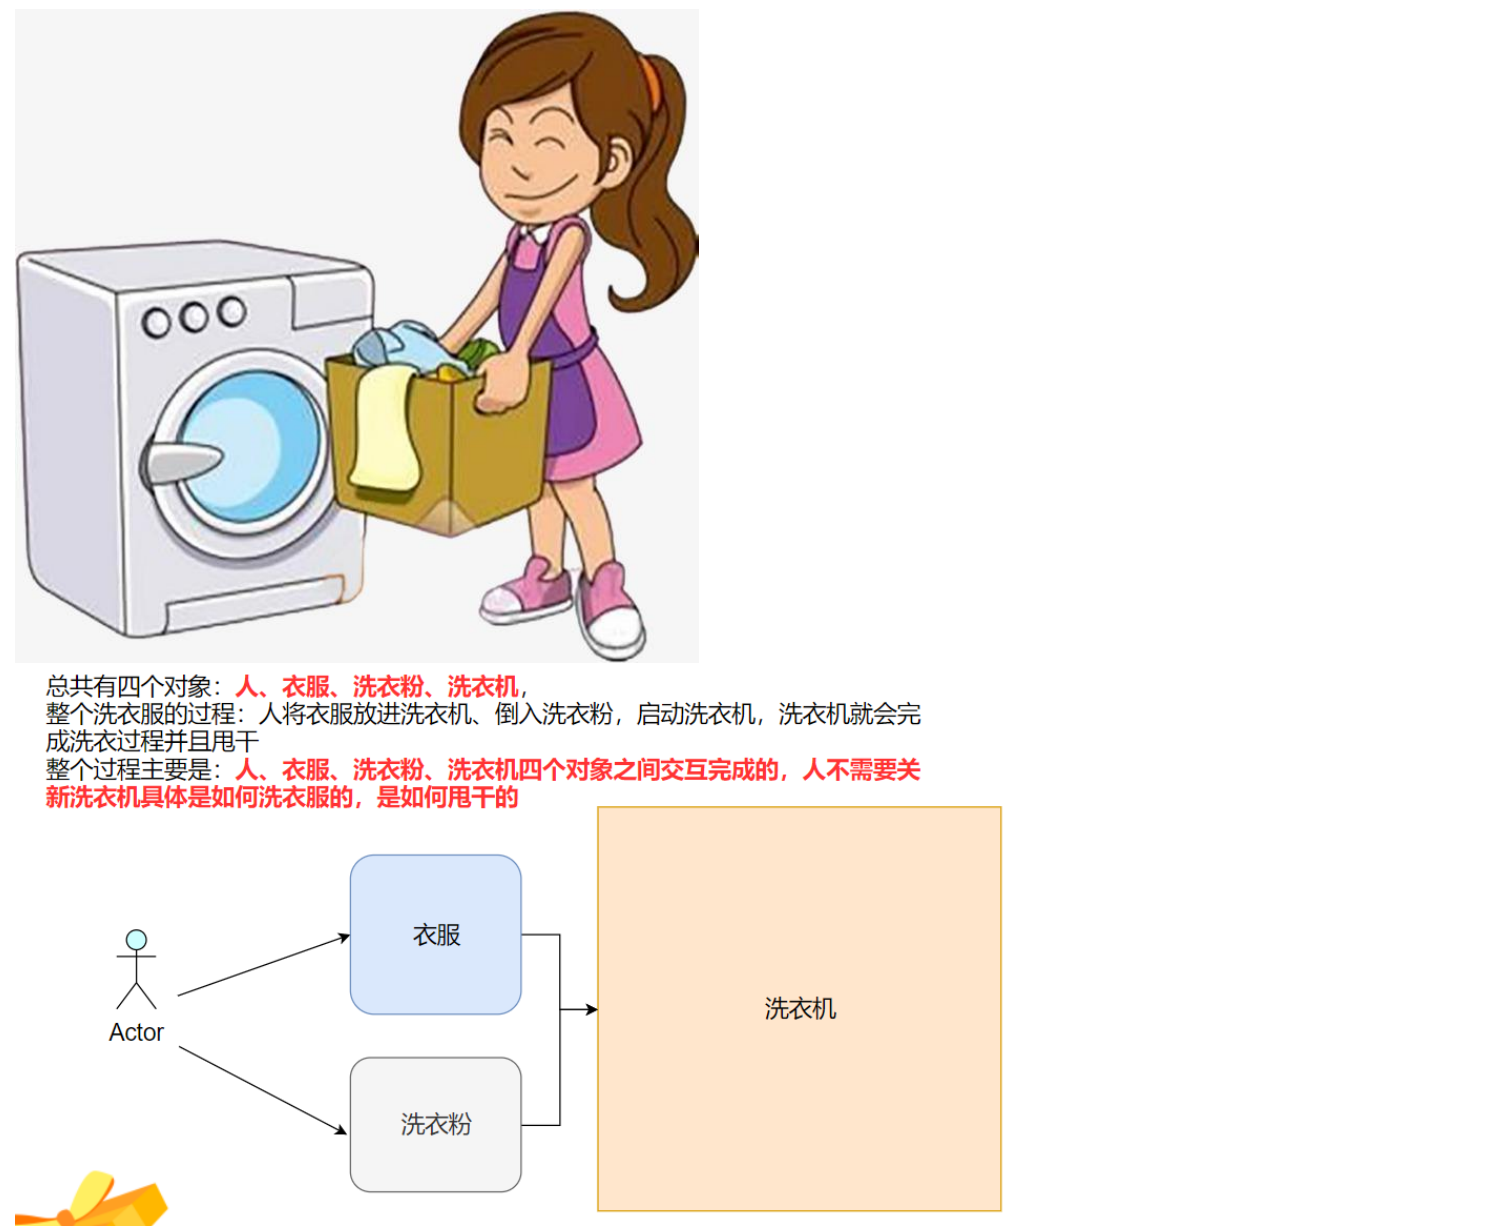 总共有四个对象：人、衣服、洗衣粉、洗衣机，
整个洗衣服的过程：人将衣服放进洗衣机、倒入洗衣粉，启动洗衣机，洗衣机就会完
成洗衣过程并且甩干
整个过程主要是：人、衣服、洗衣粉、洗衣机四个对象之间交互完成的，人不需要关
新洗衣机具体是如何洗衣服的，是如何甩干的
衣服
洗衣机
Actor
洗衣粉